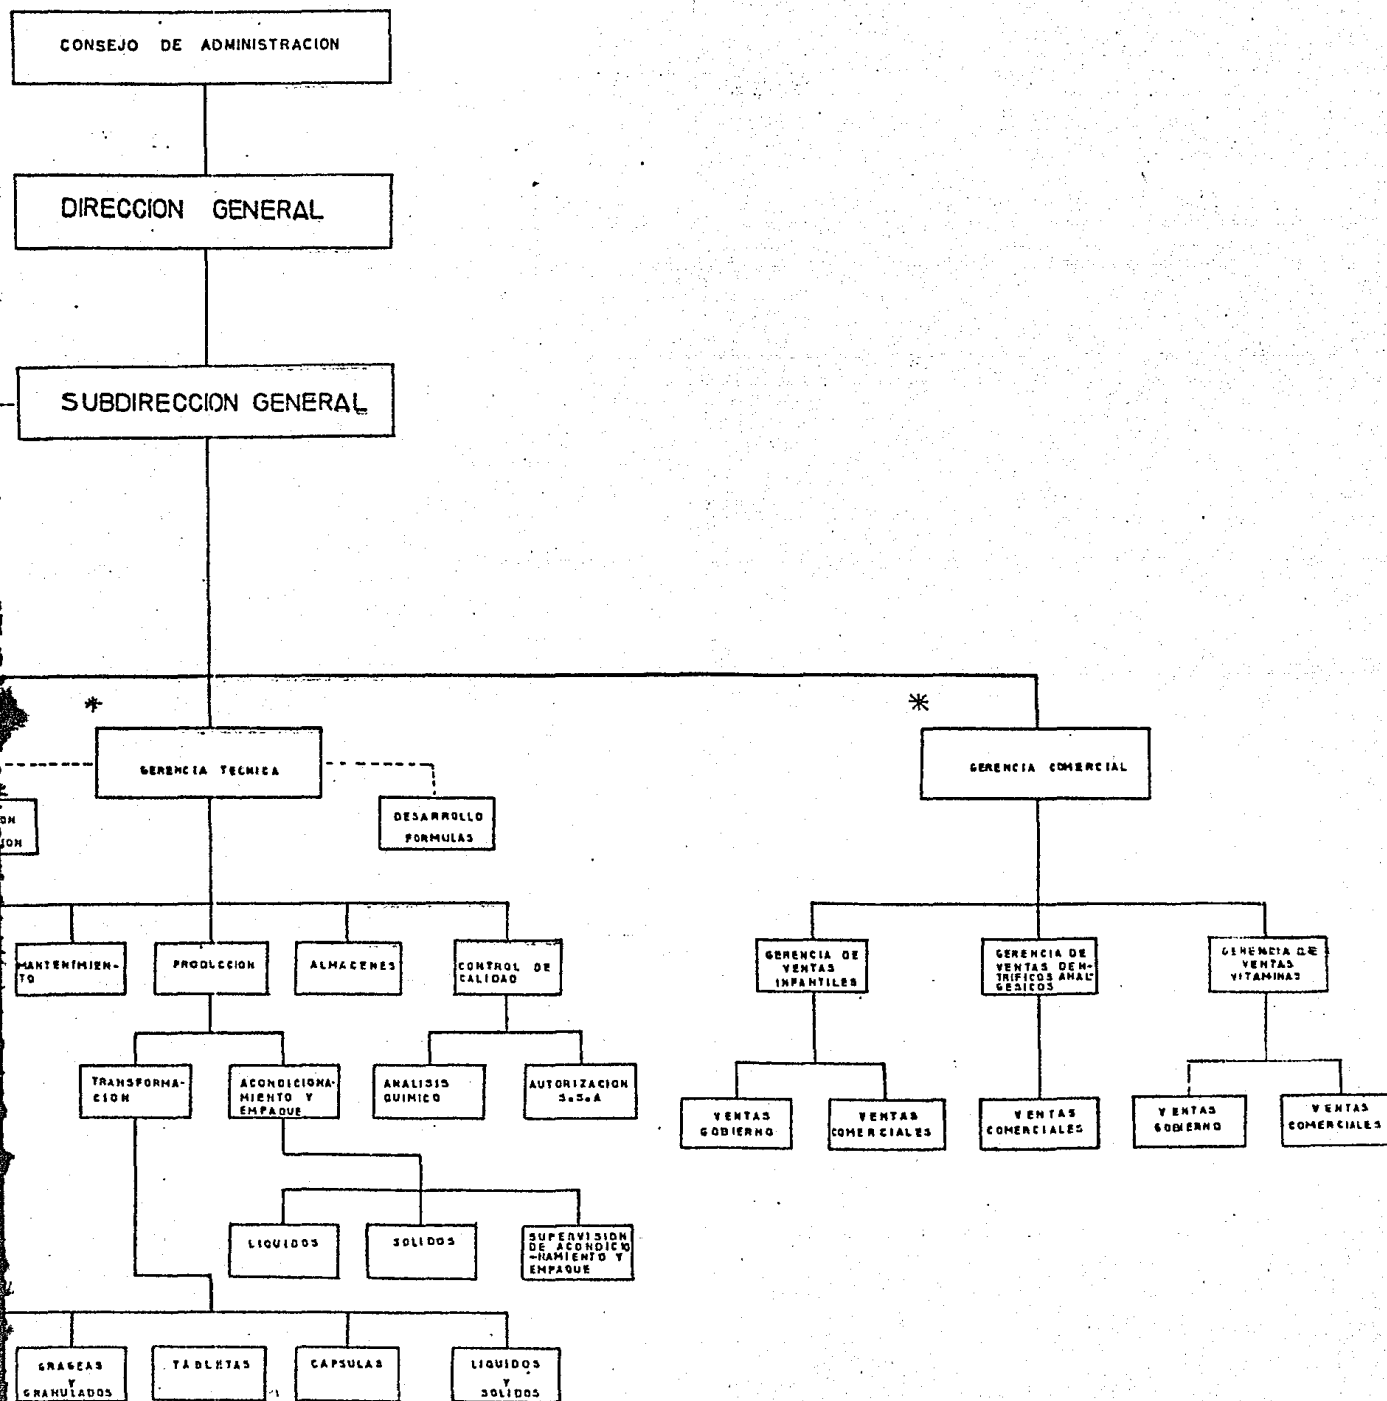 CONSEJO DE ADMINISTRACION
DIRECCION GENERAL
SUBDIRECCION GENERAL
*
*
GERENCIA TECNICA
GERENCIA COMERCIAL
DESARROLLO
FORMULAS
MANTENIMIEN-
TO
PRODUCCION
ALMACENES
CONTROL DE
CALIDAD
GERENCIA DE
VENTAS
INFANTILES
GERENCIA DE
VENTAS DEN-
TRIFICOS ANAL-
GESICOS
GERENCIA DE
VENTAS
VITAMINAS
TRANSFORMA-
CION
ACONDICIONA-
MIENTO Y
EMPAQUE
ANALISIS
QUIMICO
AUTORIZACION
S.S.A
VENTAS
GOBIERNO
VENTAS
COMERCIALES
VENTAS
COMERCIALES
VENTAS
GOBIERNO
VENTAS
COMERCIALES
LIQUIDOS
SOLIDOS
SUPERVISION
DE ACONDICIO
-NAMIENTO Y
EMPAQUE
GRAGEAS
Y
GRANULADOS
TABLETAS
CAPSULAS
LIQUIDOS
Y
SOLIDOS